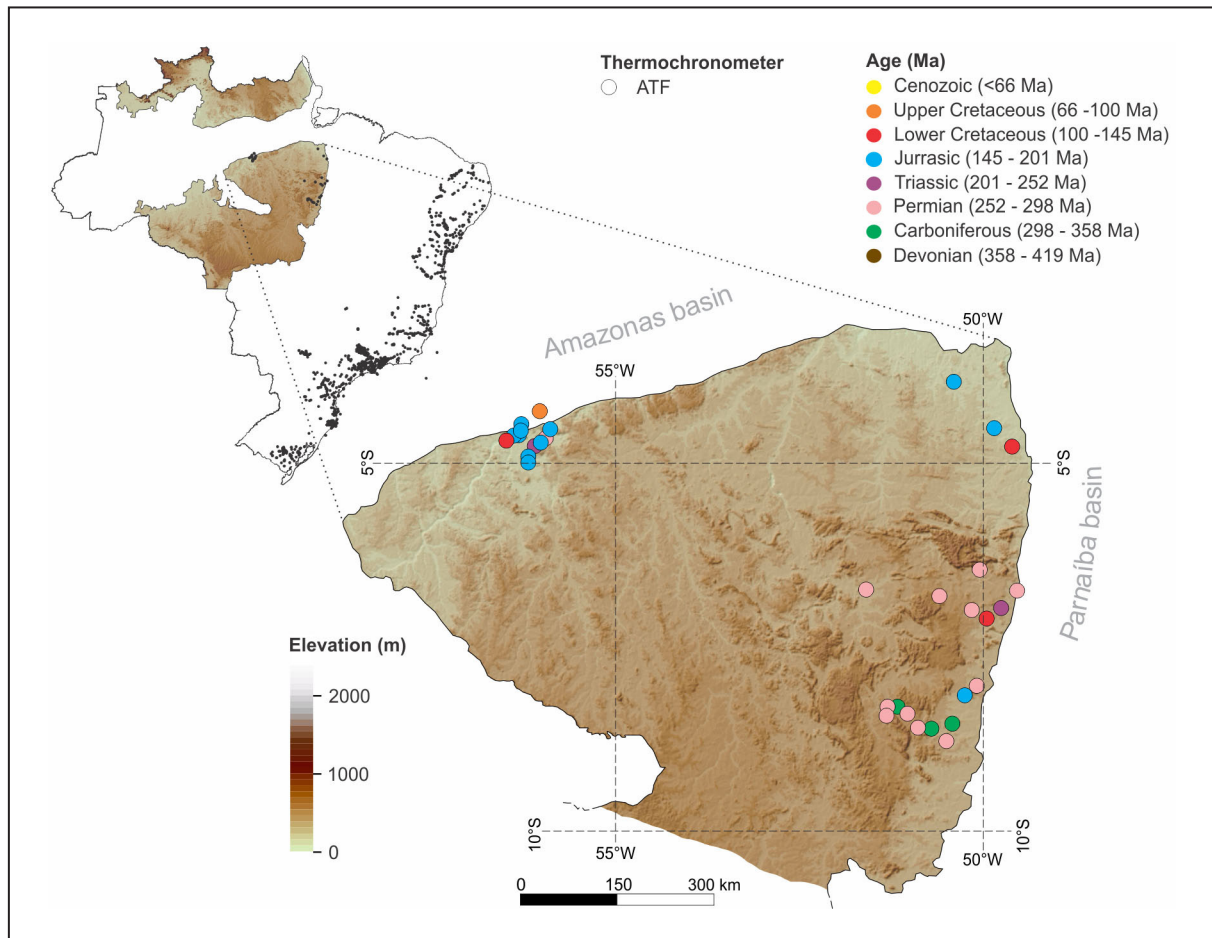 Thermochronometer
ATF
Age (Ma)
Cenozoic (<66 Ma)
Upper Cretaceous (66 -100 Ma)
Lower Cretaceous (100 -145 Ma)
Jurrasic (145 - 201 Ma)
Triassic (201 - 252 Ma)
Permian (252 - 298 Ma)
Carboniferous (298 - 358 Ma)
Devonian (358 - 419 Ma)
Amazonas basin
50°W
55°W
5°S
5°S
Parnaíba basin
Elevation (m)
2000
1000
0
10°S
55°W
50°W
10°S
0 150 300 km